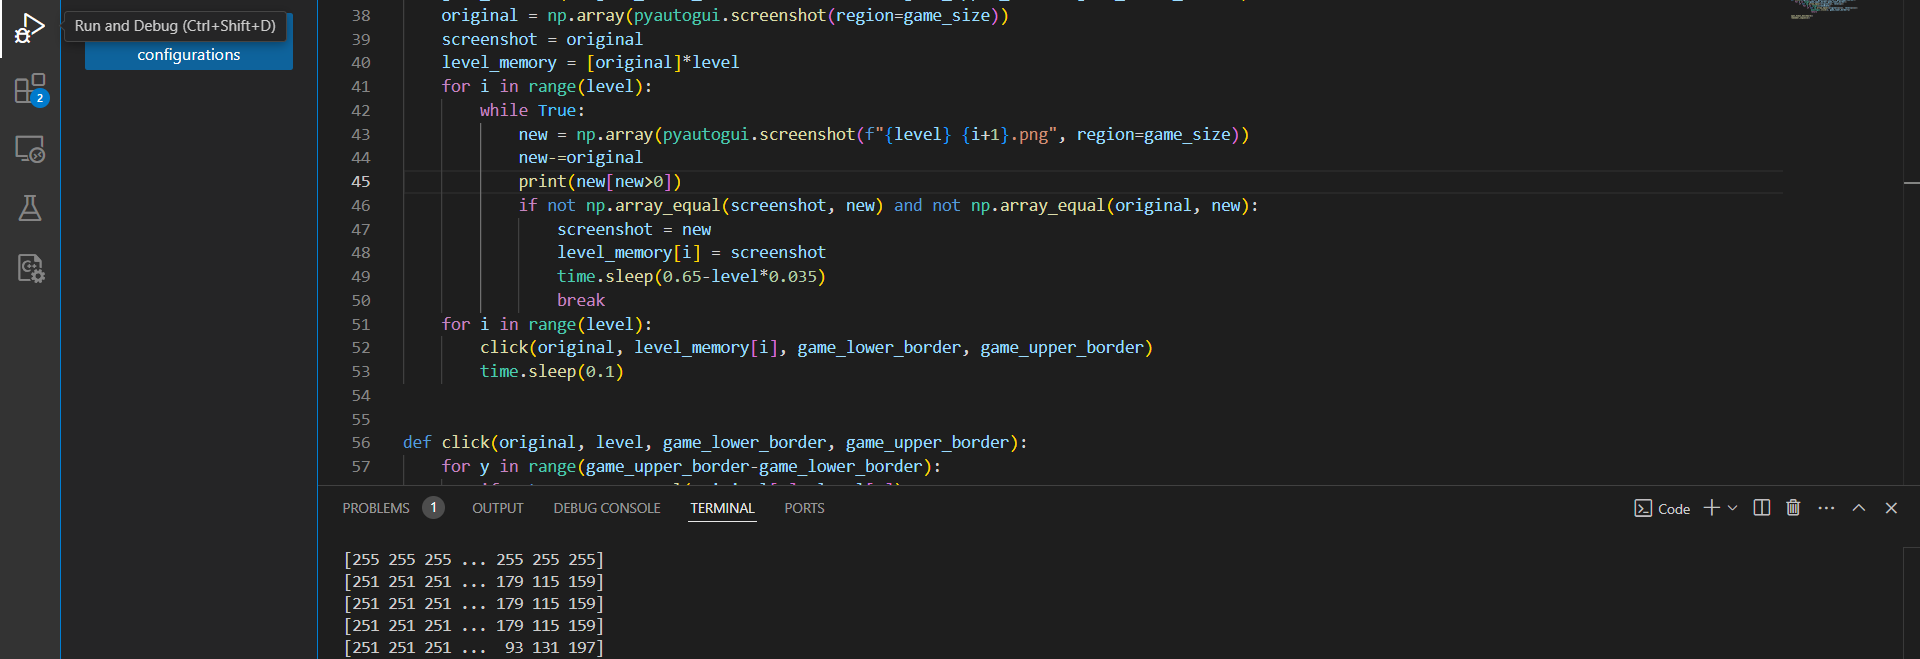 Run and Debug (Ctrl+Shift+D)
configurations
2
38 original = np.array(pyautogui.screenshot(region=game_size))
39 screenshot = original
40 level_memory = [original]*level
41 for i in range(level):
42 while True:
43 new = np.array(pyautogui.screenshot(f"{level} {i+1}.png", region=game_size))
44 new-=original
45 print(new[new>0])
46 if not np.array_equal(screenshot, new) and not np.array_equal(original, new):
47 screenshot = new
48 level_memory[i] = screenshot
49 time.sleep(0.65-level*0.035)
50 break
51 for i in range(level):
52 click(original, level_memory[i], game_lower_border, game_upper_border)
53 time.sleep(0.1)
54
55
56 def click(original, level, game_lower_border, game_upper_border):
57 for y in range(game_upper_border-game_lower_border):
PROBLEMS 1 OUTPUT DEBUG CONSOLE TERMINAL PORTS Code
[255 255 255 ... 255 255 255]
[251 251 251 ... 179 115 159]
[251 251 251 ... 179 115 159]
[251 251 251 ... 179 115 159]
[251 251 251 ...  93 131 197]